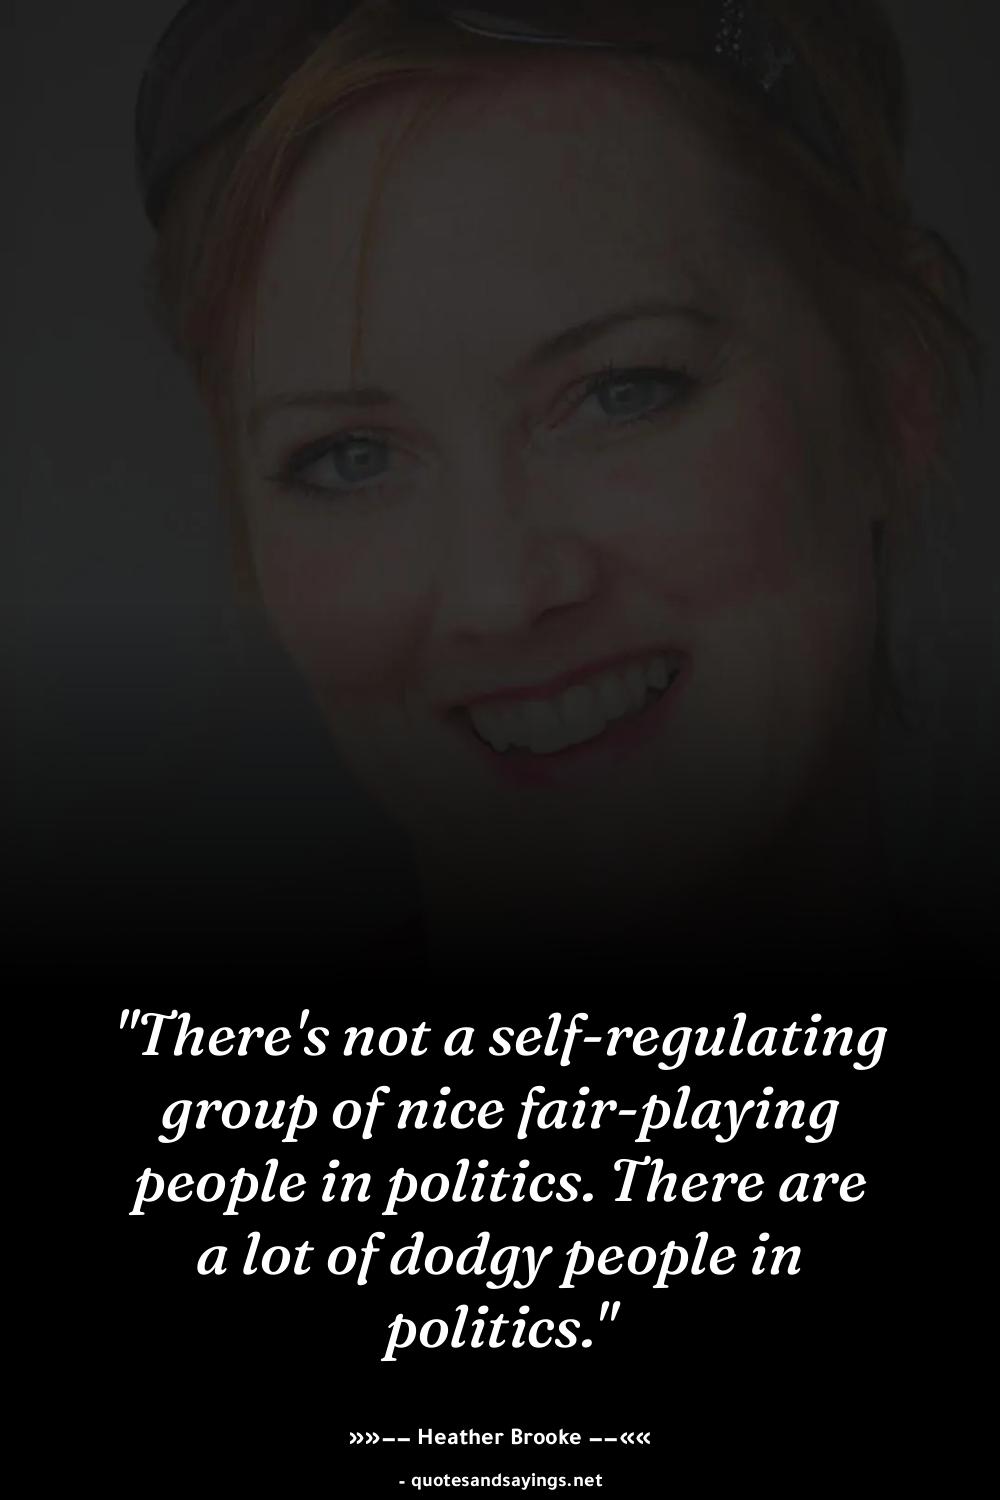 "There's not a self-regulating
group of nice fair-playing
people in politics. There are
a lot of dodgy people in
politics."
»»–– Heather Brooke ––««
- quotesandsayings.net